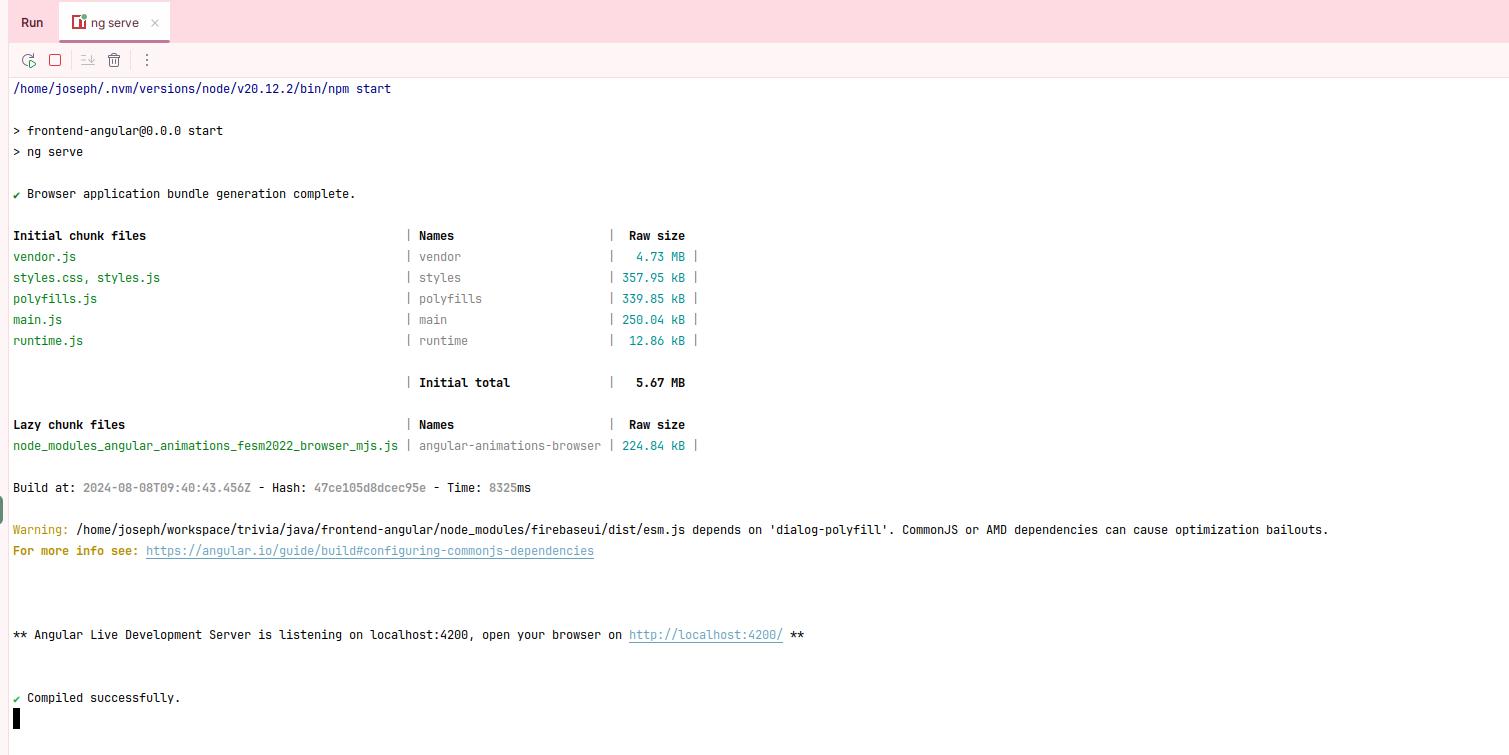 Run ng serve
/home/joseph/.nvm/versions/node/v20.12.2/bin/npm start
> frontend-angular@0.0.0 start
> ng serve
✔ Browser application bundle generation complete.
Initial chunk files | Names | Raw size
vendor.js | vendor | 4.73 MB |
styles.css, styles.js | styles | 357.95 kB |
polyfills.js | polyfills | 339.85 kB |
main.js | main | 250.04 kB |
runtime.js | runtime | 12.86 kB |
| Initial total | 5.67 MB
Lazy chunk files | Names | Raw size
node_modules_angular_animations_fesm2022_browser_mjs.js | angular-animations-browser | 224.84 kB |
Build at: 2024-08-08T09:40:43.456Z - Hash: 47ce105d8dcec95e - Time: 8325ms
Warning: /home/joseph/workspace/trivia/java/frontend-angular/node_modules/firebaseui/dist/esm.js depends on 'dialog-polyfill'. CommonJS or AMD dependencies can cause optimization bailouts.
For more info see: https://angular.io/guide/build#configuring-commonjs-dependencies
** Angular Live Development Server is listening on localhost:4200, open your browser on http://localhost:4200/ **
✔ Compiled successfully.